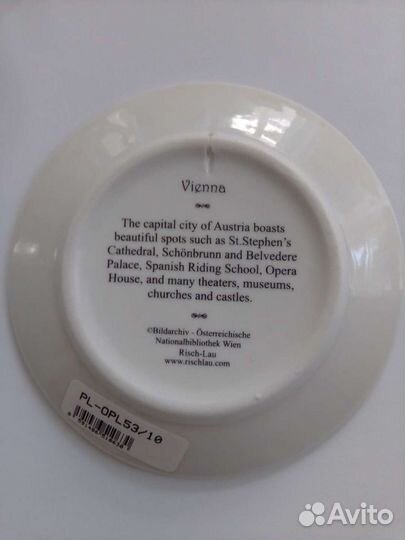 Vienna
The capital city of Austria boasts
beautiful spots such as St.Stephen's
Cathedral, Schönbrunn and Belvedere
Palace, Spanish Riding School, Opera
House, and many theaters, museums,
churches and castles.
©Bildarchiv - Österreichische
Nationalbibliothek Wien
Risch-Lau
www.rischlau.com
PL-OPL53/10
Avito